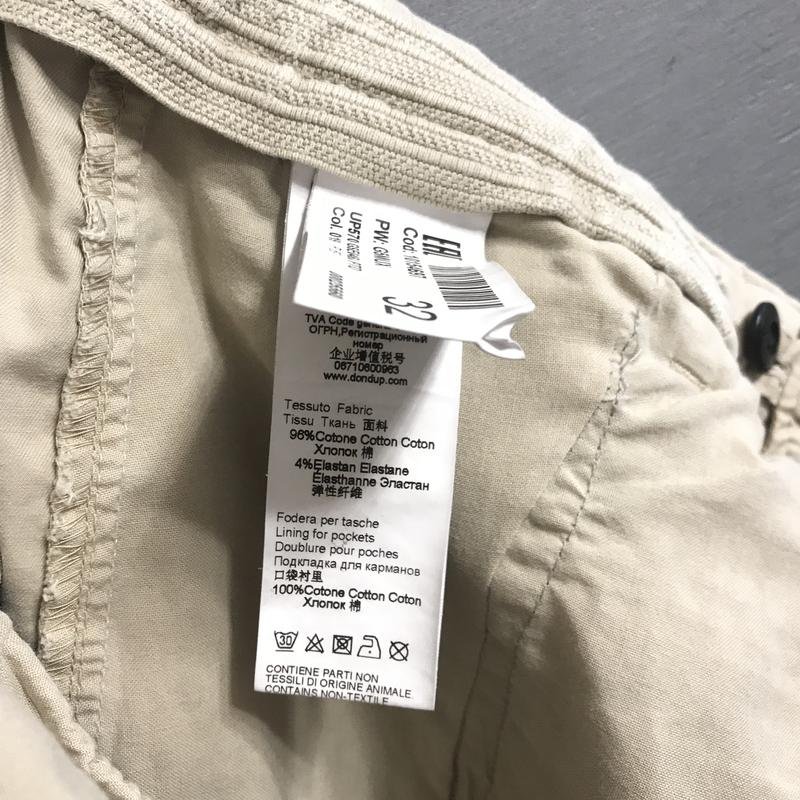 EAC
Cod. 
PW: 
UP576
Col. 
32
TVA Code
ОГРН,Регистрационный
номер
企业增值税号
06710600963
www.dondup.com
Tessuto Fabric
Tissu Ткань 面料
96%Cotone Cotton Coton
Хлопок 棉
4%Elastan Elastane
Elasthanne Эластан
弹性纤维
Fodera per tasche
Lining for pockets
Doublure pour poches
Подкладка для карманов
口袋衬里
100%Cotone Cotton Coton
Хлопок 棉
30
CONTIENE PARTI NON
TESSILI DI ORIGINE ANIMALE.
CONTAINS NON-TEXTILE